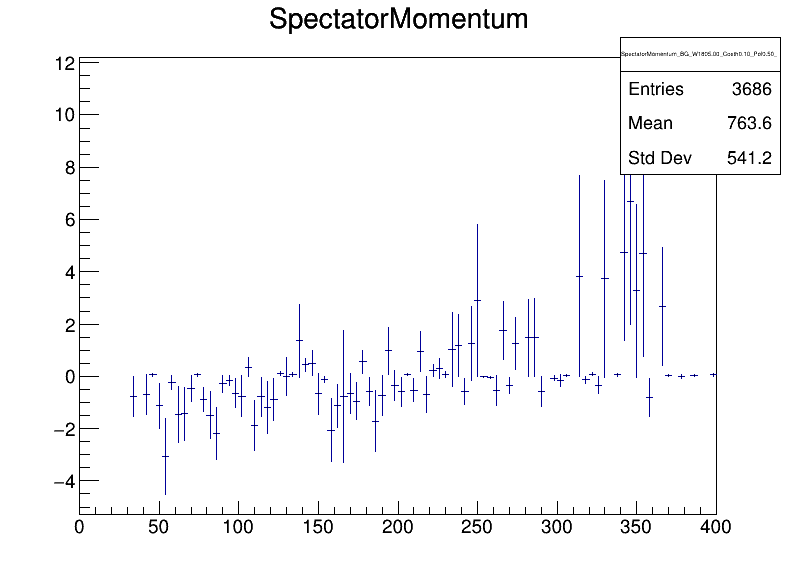 SpectatorMomentum
SpectatorMomentum_BG_W1805.00_Costh0.10_Pol0.50_
Entries 3686
Mean 763.6
Std Dev 541.2
12
10
8
6
4
2
0
−2
−4
0 50 100 150 200 250 300 350 400